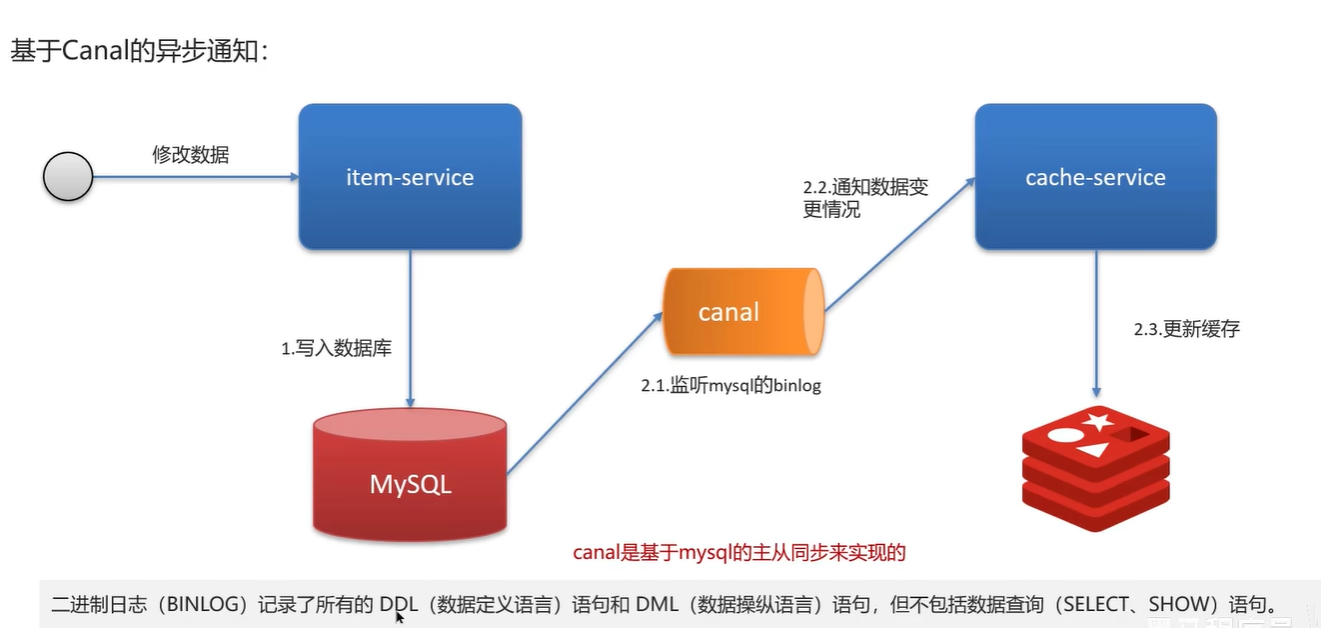 基于Canal的异步通知：
修改数据
item-service
cache-service
2.2.通知数据变
更情况
canal
1.写入数据库
2.3.更新缓存
2.1.监听mysql的binlog
MySQL
canal是基于mysql的主从同步来实现的
二进制日志（BINLOG）记录了所有的 DDL（数据定义语言）语句和 DML（数据操纵语言）语句，但不包括数据查询（SELECT、SHOW）语句。